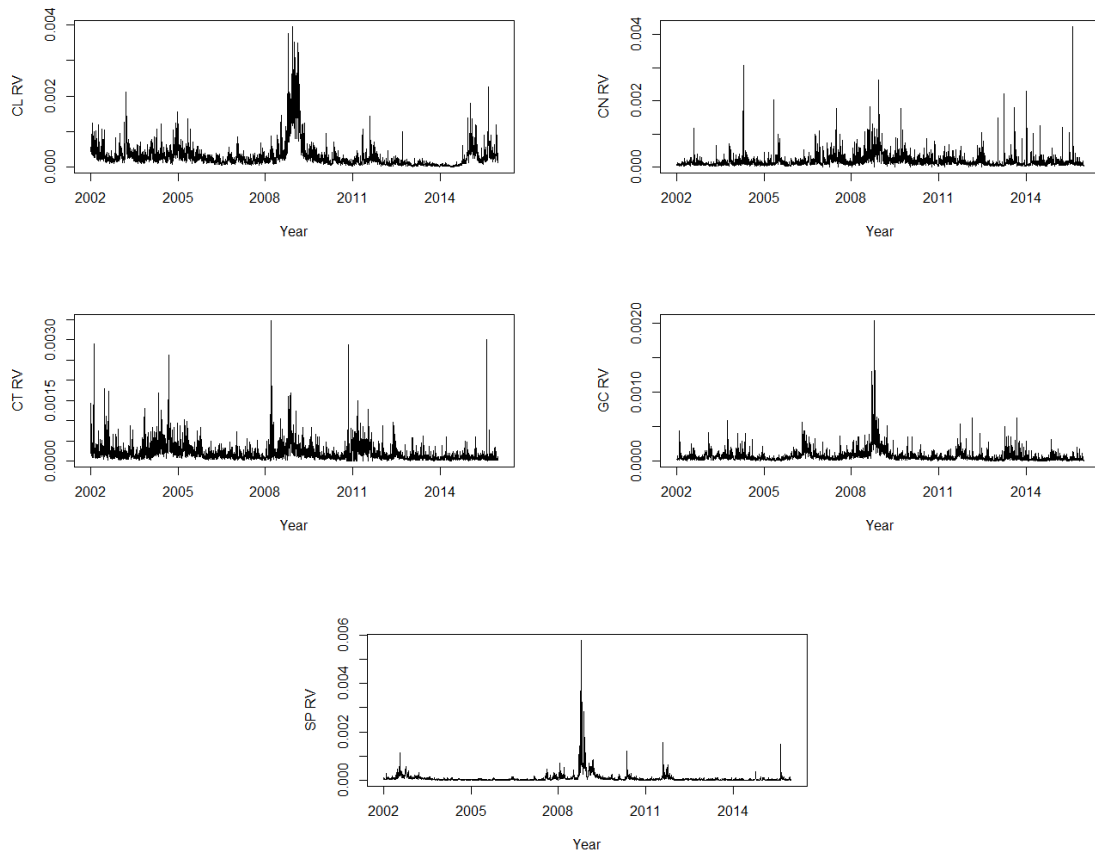 CL RV
0.000 0.002 0.004
2002 2005 2008 2011 2014
Year
CN RV
0.000 0.002 0.004
2002 2005 2008 2011 2014
Year
CT RV
0.0000 0.0015 0.0030
2002 2005 2008 2011 2014
Year
GC RV
0.0000 0.0010 0.0020
2002 2005 2008 2011 2014
Year
SP RV
0.000 0.002 0.004 0.006
2002 2005 2008 2011 2014
Year